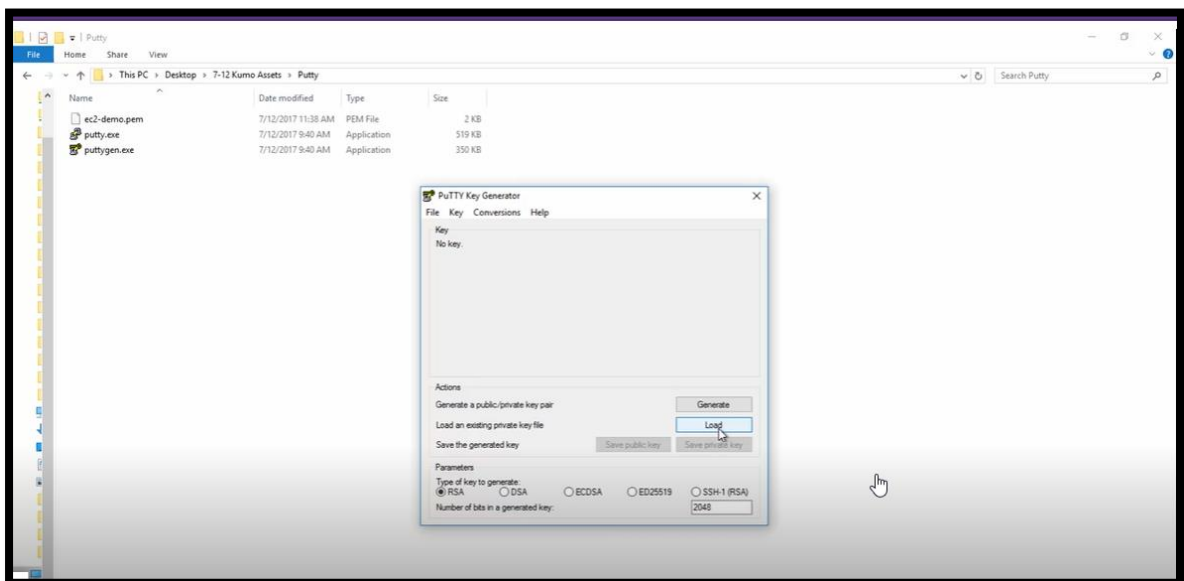 Putty
File Home Share View
This PC Desktop 7-12 Kumo Assets Putty Search Putty
Name Date modified Type Size
ec2-demo.pem 7/12/2017 11:38 AM PEM File 2 KB
putty.exe 7/12/2017 9:40 AM Application 519 KB
puttygen.exe 7/12/2017 9:40 AM Application 350 KB
PuTTY Key Generator
File Key Conversions Help
Key
No key.
Actions
Generate a public/private key pair Generate
Load an existing private key file Load
Save the generated key Save public key Save private key
Parameters
Type of key to generate:
RSA DSA ECDSA ED25519 SSH-1 (RSA)
Number of bits in a generated key: 2048